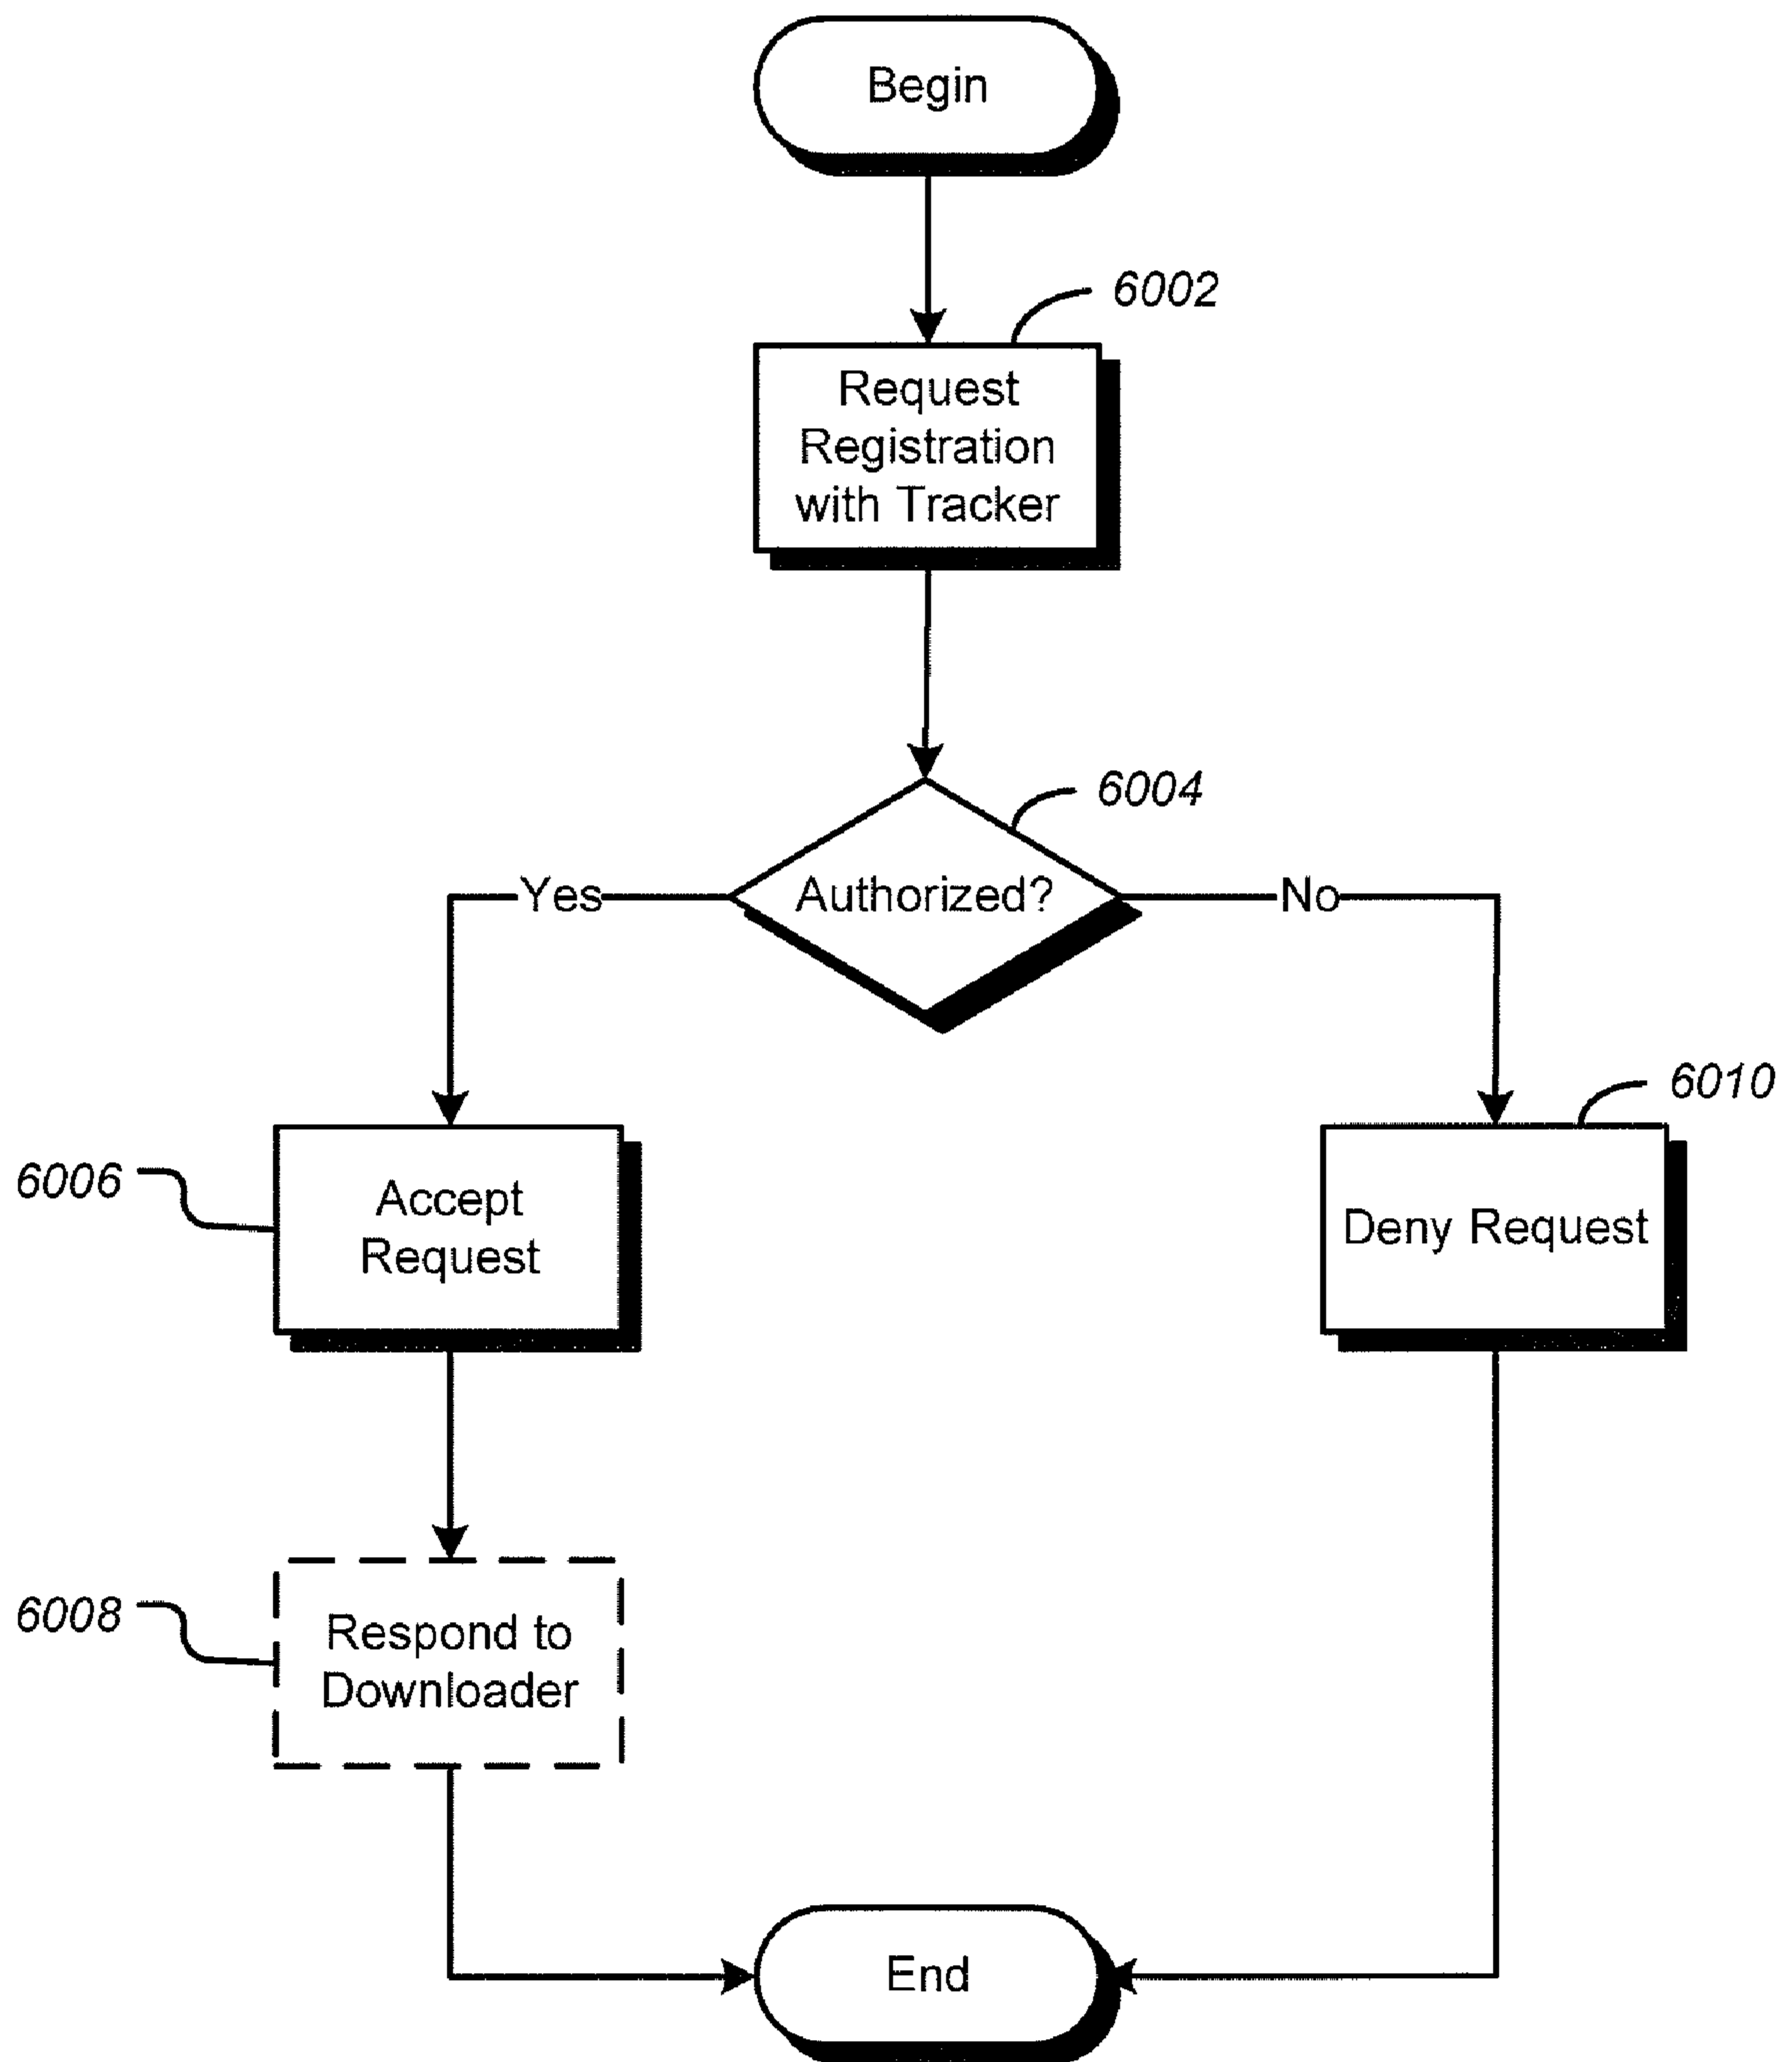 Begin
6002
Request
Registration
with Tracker
6004
Yes
Authorized?
No
6010
6006
Accept
Request
Deny Request
6008
Respond to
Downloader
End